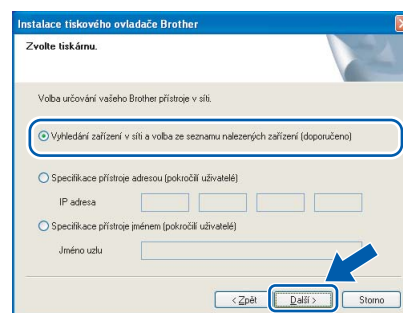 Instalace tiskového ovladače Brother
Zvolte tiskárnu.
Volba určování vašeho Brother přístroje v síti.
Vyhledání zařízení v síti a volba ze seznamu nalezených zařízení (doporučeno)
Specifikace přístroje adresou (pokročilí uživatelé)
IP adresa
Specifikace přístroje jménem (pokročilí uživatelé)
Jméno uzlu
< Zpět Další > Storno